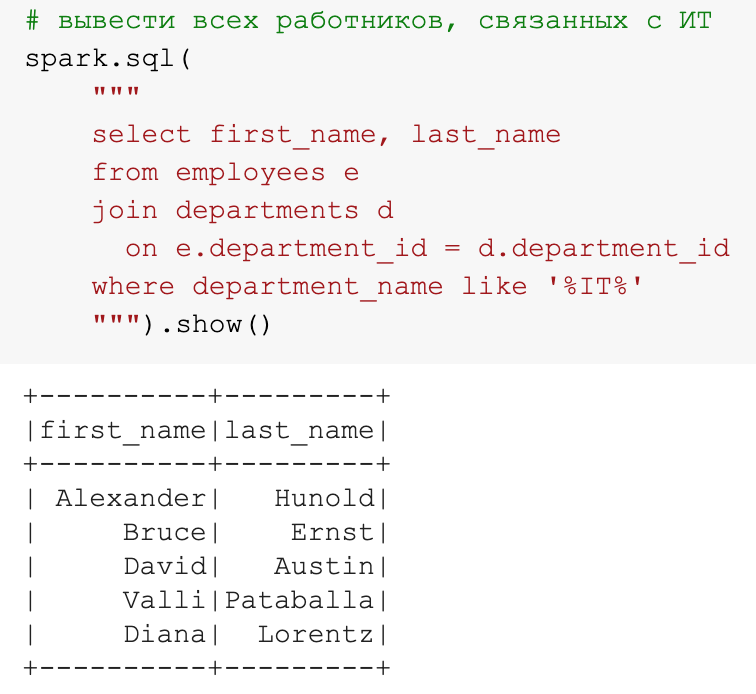 # вывести всех работников, связанных с ИТ
spark.sql(
    """
    select first_name, last_name
    from employees e
    join departments d
      on e.department_id = d.department_id
    where department_name like '%IT%'
    """).show()
+----------+---------+
|first_name|last_name|
+----------+---------+
| Alexander|   Hunold|
|     Bruce|    Ernst|
|     David|   Austin|
|     Valli|Pataballa|
|     Diana|  Lorentz|
+----------+---------+